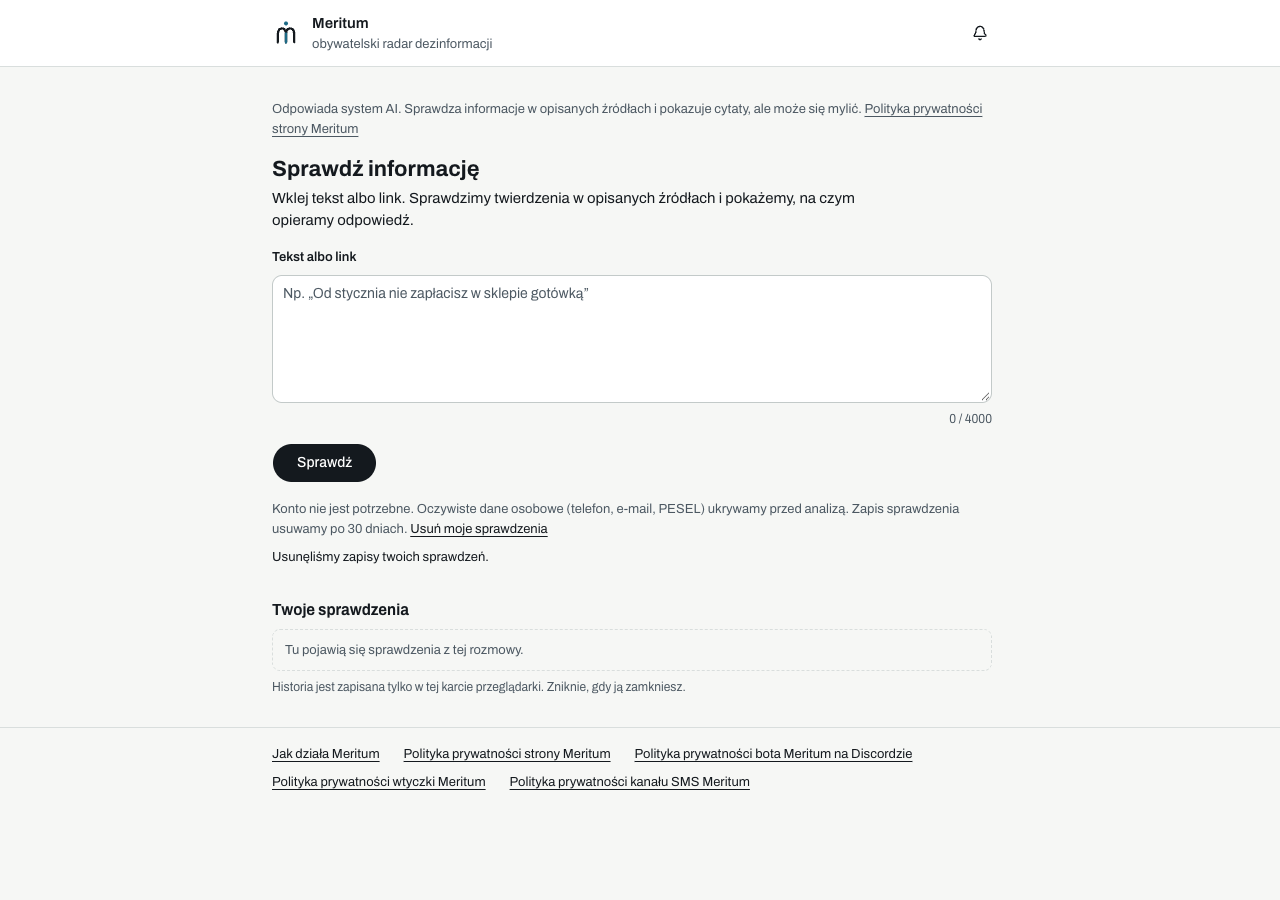 Meritum
obywatelski radar dezinformacji
Odpowiada system AI. Sprawdza informacje w opisanych źródłach i pokazuje cytaty, ale może się mylić. Polityka prywatności
strony Meritum
Sprawdź informację
Wklej tekst albo link. Sprawdzimy twierdzenia w opisanych źródłach i pokażemy, na czym
opieramy odpowiedź.
Tekst albo link
Np. „Od stycznia nie zapłacisz w sklepie gotówką”
0 / 4000
Sprawdź
Konto nie jest potrzebne. Oczywiste dane osobowe (telefon, e-mail, PESEL) ukrywamy przed analizą. Zapis sprawdzenia
usuwamy po 30 dniach. Usuń moje sprawdzenia
Usunęliśmy zapisy twoich sprawdzeń.
Twoje sprawdzenia
Tu pojawią się sprawdzenia z tej rozmowy.
Historia jest zapisana tylko w tej karcie przeglądarki. Zniknie, gdy ją zamkniesz.
Jak działa Meritum Polityka prywatności strony Meritum Polityka prywatności bota Meritum na Discordzie
Polityka prywatności wtyczki Meritum Polityka prywatności kanału SMS Meritum